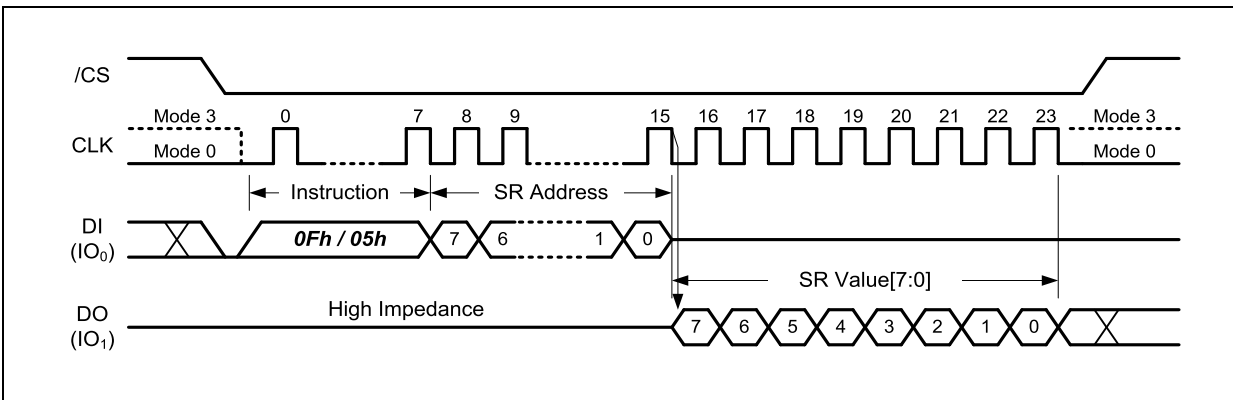 /CS
Mode 3 0 7 8 9 15 16 17 18 19 20 21 22 23 Mode 3
CLK
Mode 0 Mode 0
Instruction SR Address
DI
(IO₀)
0Fh / 05h 7 6 1 0
SR Value[7:0]
High Impedance
DO
(IO₁)
7 6 5 4 3 2 1 0